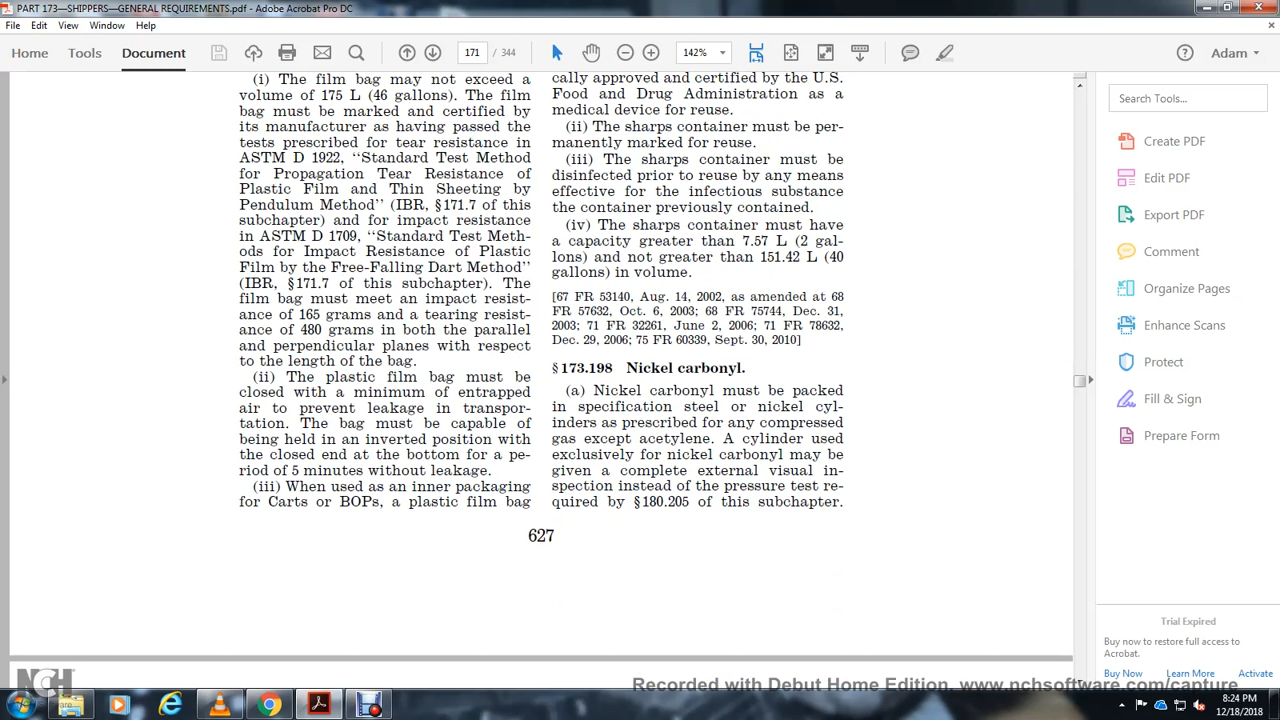 PART 173—SHIPPERS—GENERAL REQUIREMENTS.pdf - Adobe Acrobat Pro DC
File Edit View Window Help
Home Tools Document 171 / 344 142% Adam
(i) The film bag may not exceed a
volume of 175 L (46 gallons). The film
bag must be marked and certified by
its manufacturer as having passed the
tests prescribed for tear resistance in
ASTM D 1922, ‘‘Standard Test Method
for Propagation Tear Resistance of
Plastic Film and Thin Sheeting by
Pendulum Method’’ (IBR, §171.7 of this
subchapter) and for impact resistance
in ASTM D 1709, ‘‘Standard Test Meth-
ods for Impact Resistance of Plastic
Film by the Free-Falling Dart Method’’
(IBR, §171.7 of this subchapter). The
film bag must meet an impact resist-
ance of 165 grams and a tearing resist-
ance of 480 grams in both the parallel
and perpendicular planes with respect
to the length of the bag.
(ii) The plastic film bag must be
closed with a minimum of entrapped
air to prevent leakage in transpor-
tation. The bag must be capable of
being held in an inverted position with
the closed end at the bottom for a pe-
riod of 5 minutes without leakage.
(iii) When used as an inner packaging
for Carts or BOPs, a plastic film bag
cally approved and certified by the U.S.
Food and Drug Administration as a
medical device for reuse.
(ii) The sharps container must be per-
manently marked for reuse.
(iii) The sharps container must be
disinfected prior to reuse by any means
effective for the infectious substance
the container previously contained.
(iv) The sharps container must have
a capacity greater than 7.57 L (2 gal-
lons) and not greater than 151.42 L (40
gallons) in volume.
[67 FR 53140, Aug. 14, 2002, as amended at 68
FR 57632, Oct. 6, 2003; 68 FR 75744, Dec. 31,
2003; 71 FR 32261, June 2, 2006; 71 FR 78632,
Dec. 29, 2006; 75 FR 60339, Sept. 30, 2010]
§173.198 Nickel carbonyl.
(a) Nickel carbonyl must be packed
in specification steel or nickel cyl-
inders as prescribed for any compressed
gas except acetylene. A cylinder used
exclusively for nickel carbonyl may be
given a complete external visual in-
spection instead of the pressure test re-
quired by §180.205 of this subchapter.
627
Search Tools...
Create PDF
Edit PDF
Export PDF
Comment
Organize Pages
Enhance Scans
Protect
Fill & Sign
Prepare Form
Trial Expired
Buy now to restore full access to
Acrobat.
Buy Now Learn More Activate
NCH
Recorded with Debut Home Edition. www.nchsoftware.com/capture
8:24 PM
12/18/2018